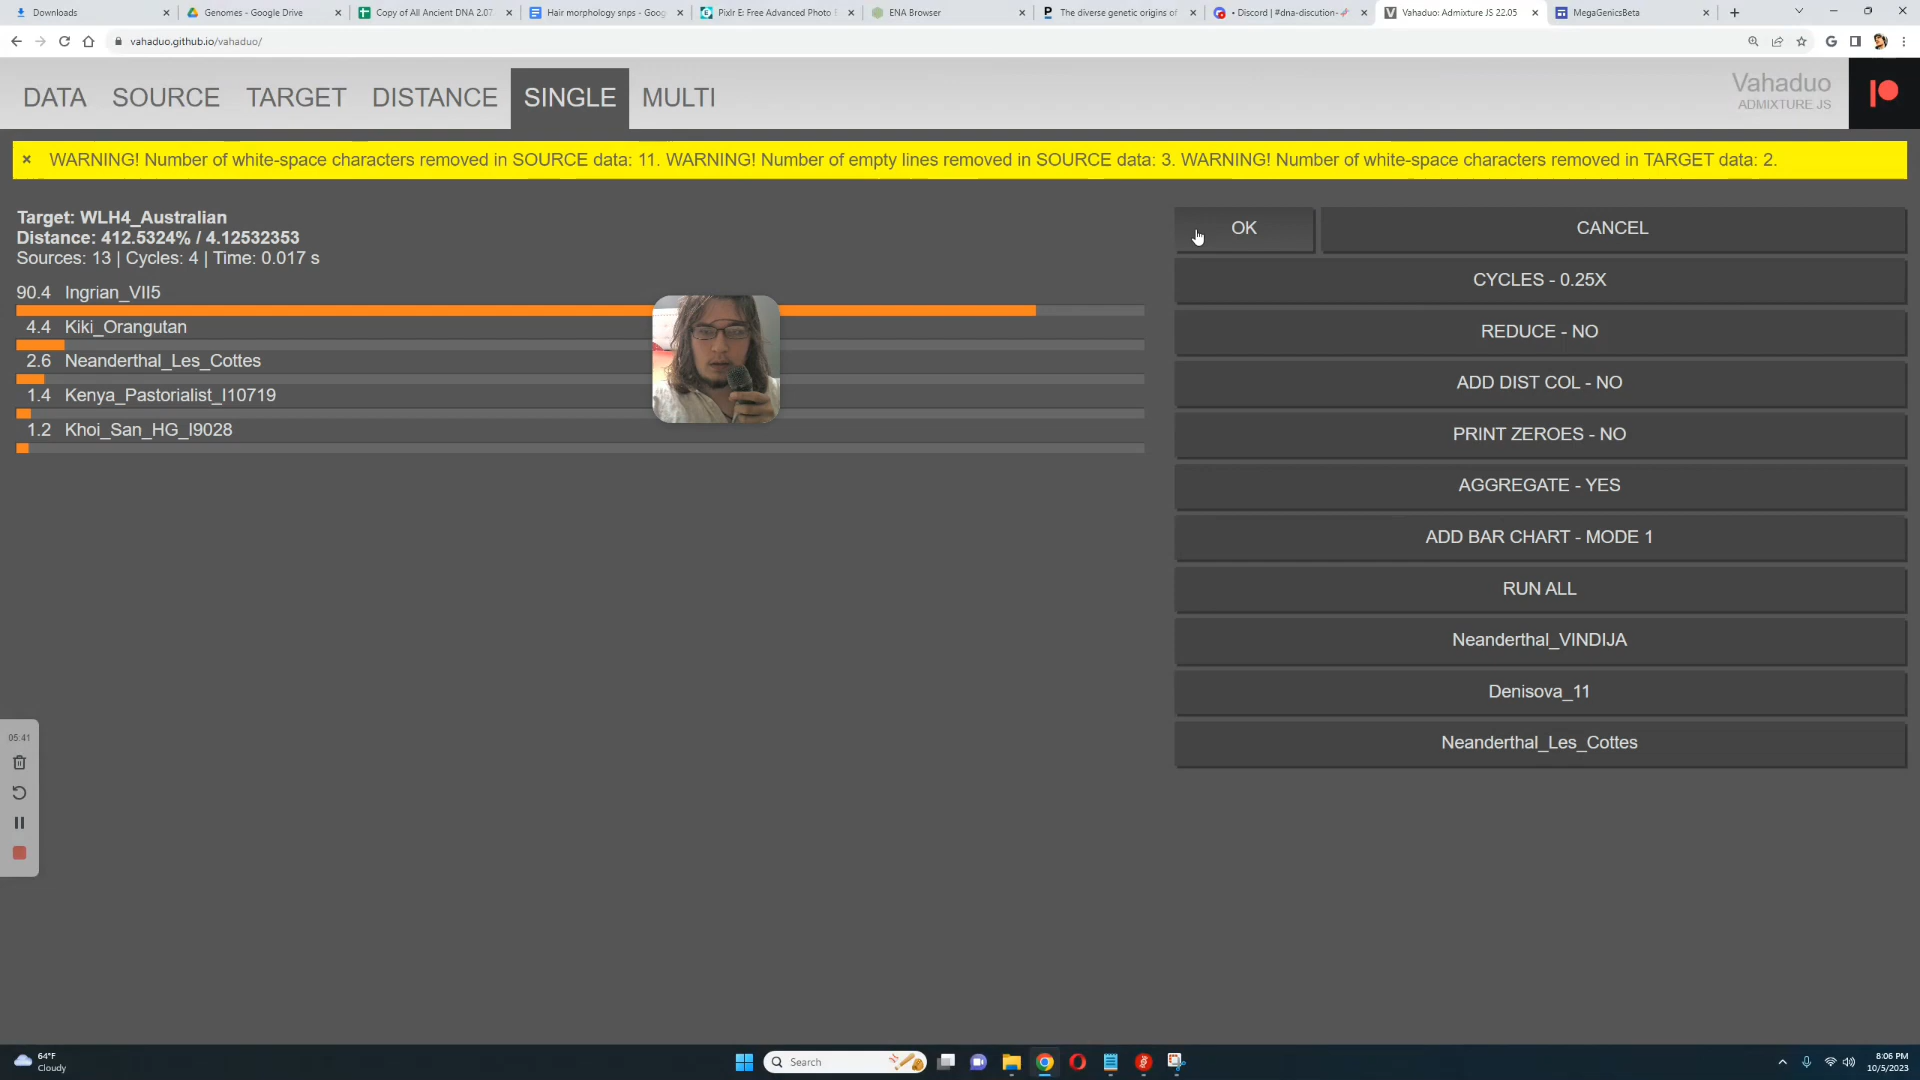 Downloads
Genomes - Google Drive
Copy of All Ancient DNA 2.07
Hair morphology snps - Goog
Pixlr E: Free Advanced Photo E
ENA Browser
The diverse genetic origins of
• Discord | #dna-discution-
Vahaduo: Admixture JS 22.05
MegaGenicsBeta
vahaduo.github.io/vahaduo/
DATA SOURCE TARGET DISTANCE SINGLE MULTI
Vahaduo
ADMIXTURE JS
× WARNING! Number of white-space characters removed in SOURCE data: 11. WARNING! Number of empty lines removed in SOURCE data: 3. WARNING! Number of white-space characters removed in TARGET data: 2.
Target: WLH4_Australian
Distance: 412.5324% / 4.12532353
Sources: 13 | Cycles: 4 | Time: 0.017 s
90.4 Ingrian_VII5
4.4 Kiki_Orangutan
2.6 Neanderthal_Les_Cottes
1.4 Kenya_Pastorialist_I10719
1.2 Khoi_San_HG_I9028
OK
CANCEL
CYCLES - 0.25X
REDUCE - NO
ADD DIST COL - NO
PRINT ZEROES - NO
AGGREGATE - YES
ADD BAR CHART - MODE 1
RUN ALL
Neanderthal_VINDIJA
Denisova_11
Neanderthal_Les_Cottes
05:41
64°F
Cloudy
Search
8:06 PM
10/5/2023